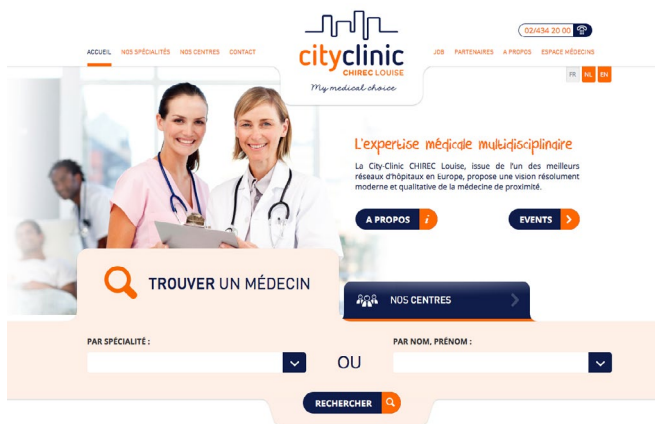 02/434 20 00
ACCUEIL NOS SPÉCIALITÉS NOS CENTRES CONTACT
cityclinic
CHIREC LOUISE
My medical choice
JOB PARTENAIRES A PROPOS ESPACE MÉDECINS
FR NL EN
L'expertise médicale multidisciplinaire
La City-Clinic CHIREC Louise, issue de l'un des meilleurs
réseaux d'hôpitaux en Europe, propose une vision résolument
moderne et qualitative de la médecine de proximité.
A PROPOS i
EVENTS
TROUVER UN MÉDECIN
NOS CENTRES
PAR SPÉCIALITÉ :
OU
PAR NOM, PRÉNOM :
RECHERCHER